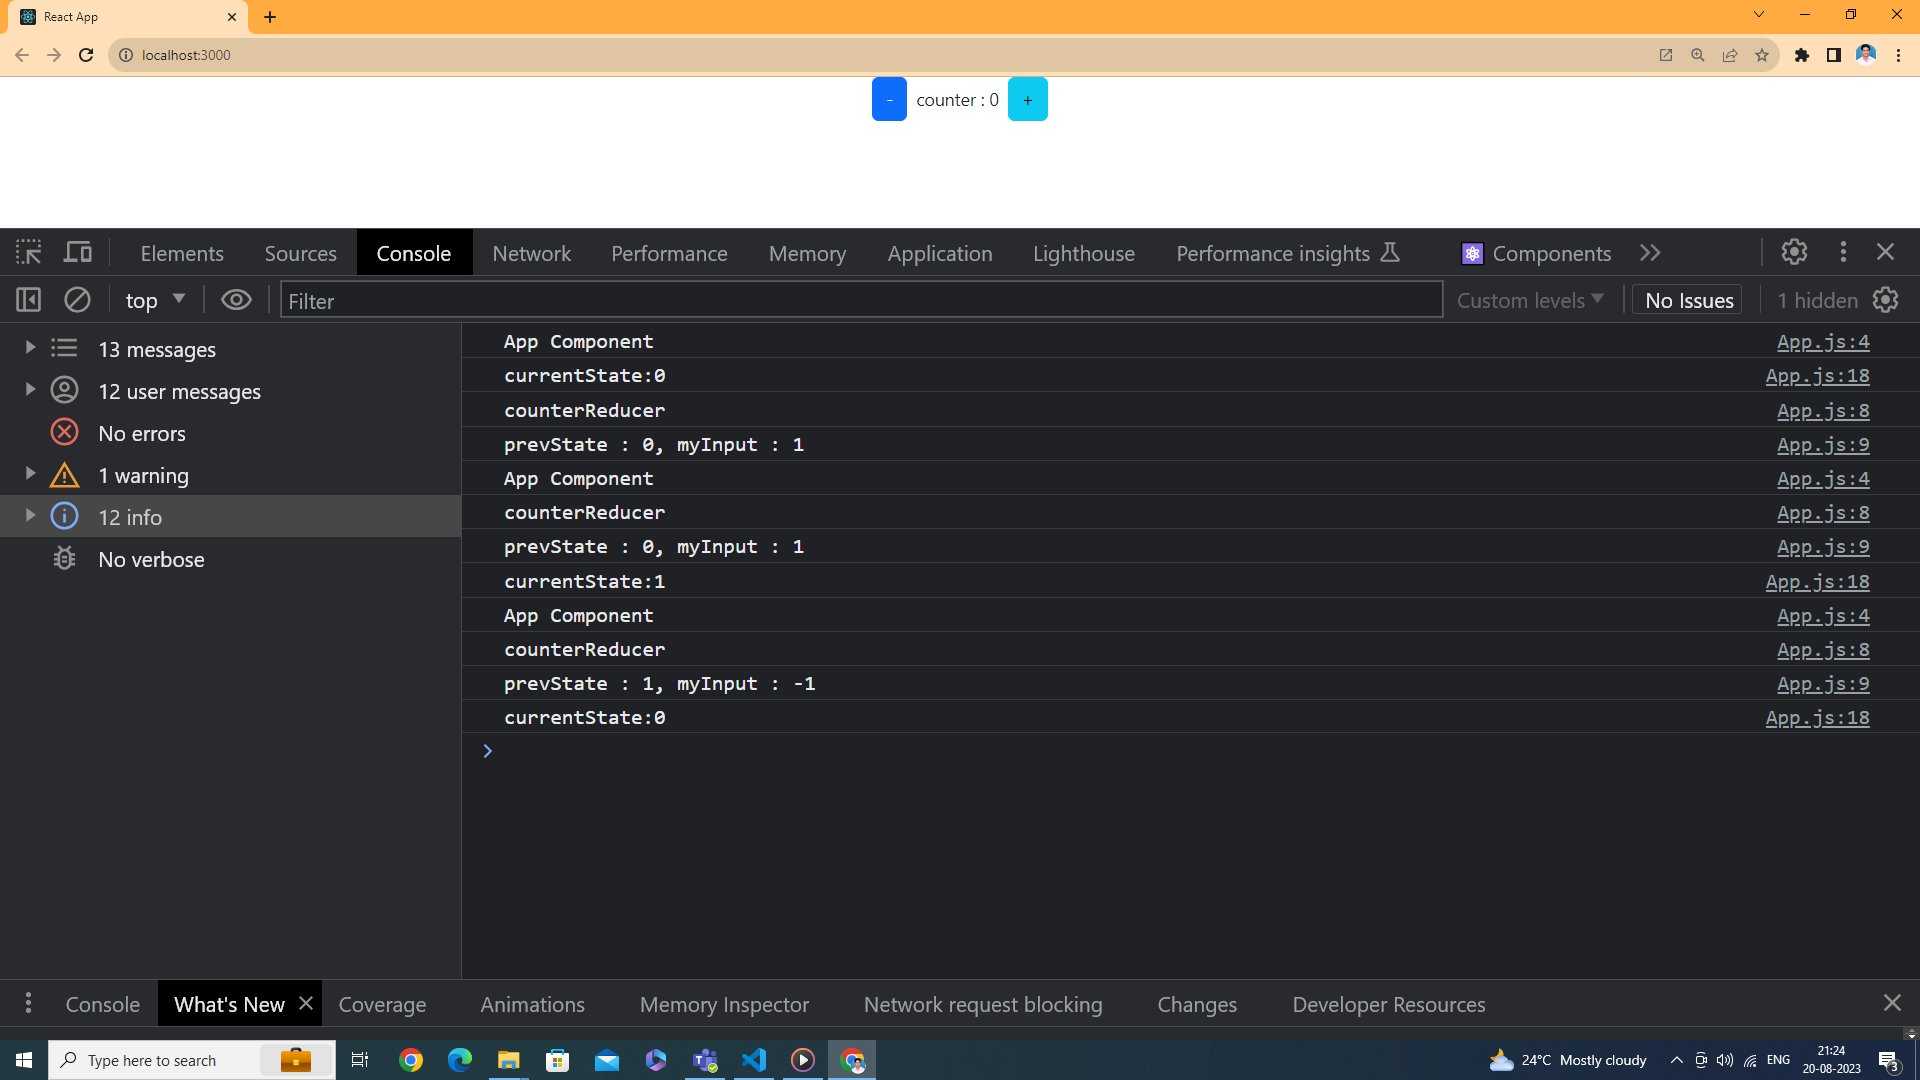 React App
localhost:3000
- counter : 0 +
Elements Sources Console Network Performance Memory Application Lighthouse Performance insights Components
top Filter Custom levels No Issues 1 hidden
13 messages
12 user messages
No errors
1 warning
12 info
No verbose
App Component App.js:4
currentState:0 App.js:18
counterReducer App.js:8
prevState : 0, myInput : 1 App.js:9
App Component App.js:4
counterReducer App.js:8
prevState : 0, myInput : 1 App.js:9
currentState:1 App.js:18
App Component App.js:4
counterReducer App.js:8
prevState : 1, myInput : -1 App.js:9
currentState:0 App.js:18
Console What's New Coverage Animations Memory Inspector Network request blocking Changes Developer Resources
Type here to search 24°C Mostly cloudy ENG 21:24
20-08-2023 3